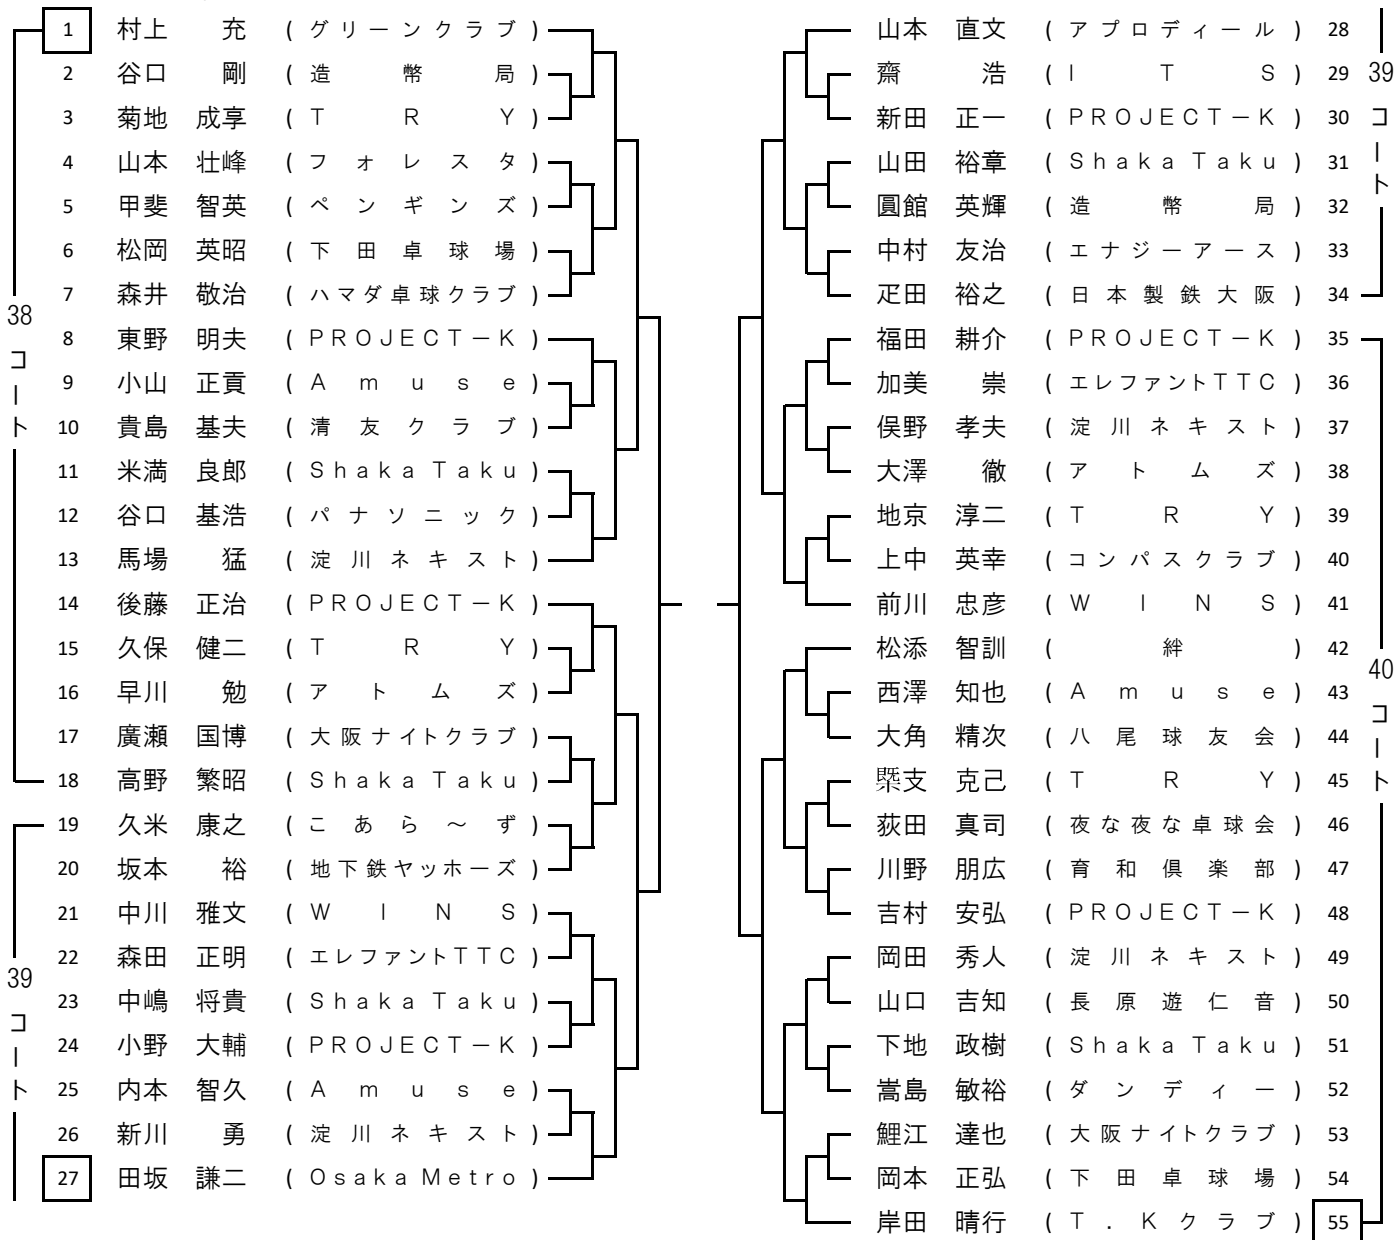 1 村上 充 (グリーンクラブ)
2 谷口 剛 (造幣局)
3 菊地 成享 (TRY)
4 山本 壮峰 (フォレスタ)
5 甲斐 智英 (ペンギンズ)
6 松岡 英昭 (下田卓球場)
7 森井 敬治 (ハマダ卓球クラブ)
8 東野 明夫 (PROJECT-K)
9 小山 正貢 (Amuse)
10 貴島 基夫 (清友クラブ)
11 米満 良郎 (Shaka Taku)
12 谷口 基浩 (パナソニック)
13 馬場 猛 (淀川ネキスト)
14 後藤 正治 (PROJECT-K)
15 久保 健二 (TRY)
16 早川 勉 (アトムズ)
17 廣瀬 国博 (大阪ナイトクラブ)
18 高野 繁昭 (Shaka Taku)
38コート
19 久米 康之 (こあら~ず)
20 坂本 裕 (地下鉄ヤッホーズ)
21 中川 雅文 (WINS)
22 森田 正明 (エレファントTTC)
23 中嶋 将貴 (Shaka Taku)
24 小野 大輔 (PROJECT-K)
25 内本 智久 (Amuse)
26 新川 勇 (淀川ネキスト)
27 田坂 謙二 (Osaka Metro)
39コート
山本 直文 (アプロディール) 28
齋 浩 (ITS) 29
新田 正一 (PROJECT-K) 30
山田 裕章 (Shaka Taku) 31
圓館 英輝 (造幣局) 32
中村 友治 (エナジーアース) 33
疋田 裕之 (日本製鉄大阪) 34
39コート
福田 耕介 (PROJECT-K) 35
加美 崇 (エレファントTTC) 36
俣野 孝夫 (淀川ネキスト) 37
大澤 徹 (アトムズ) 38
地京 淳二 (TRY) 39
上中 英幸 (コンパスクラブ) 40
前川 忠彦 (WINS) 41
松添 智訓 (絆) 42
西澤 知也 (Amuse) 43
大角 精次 (八尾球友会) 44
支 克己 (TRY) 45
荻田 真司 (夜な夜な卓球会) 46
川野 朋広 (育和倶楽部) 47
吉村 安弘 (PROJECT-K) 48
岡田 秀人 (淀川ネキスト) 49
山口 吉知 (長原遊仁音) 50
下地 政樹 (Shaka Taku) 51
嵩島 敏裕 (ダンディー) 52
鯉江 達也 (大阪ナイトクラブ) 53
岡本 正弘 (下田卓球場) 54
岸田 晴行 (T.Kクラブ) 55
40コート